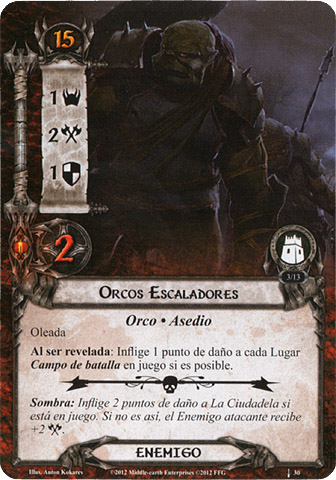 15
1
2
1
2
3/13
Orcos Escaladores
Orco • Asedio
Oleada
Al ser revelada: Inflige 1 punto de daño a cada Lugar
Campo de batalla en juego si es posible.
Sombra: Inflige 2 puntos de daño a La Ciudadela si
está en juego. Si no es así, el Enemigo atacante recibe
+2
ENEMIGO
Illus. Anton Kokarev
©2012 Middle-earth Enterprises ©2012 FFG
30